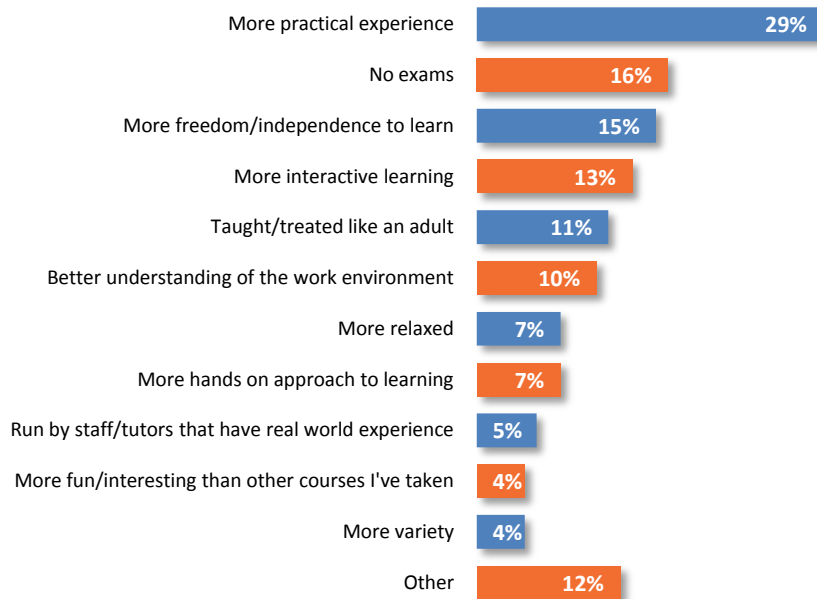 More practical experience 29%
No exams 16%
More freedom/independence to learn 15%
More interactive learning 13%
Taught/treated like an adult 11%
Better understanding of the work environment 10%
More relaxed 7%
More hands on approach to learning 7%
Run by staff/tutors that have real world experience 5%
More fun/interesting than other courses I've taken 4%
More variety 4%
Other 12%